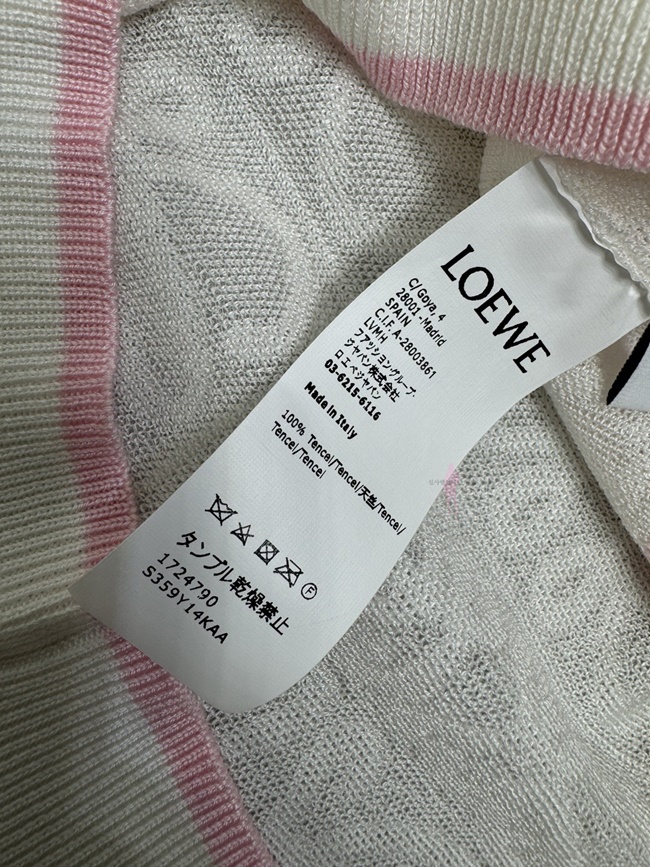 LOEWE
C/Goya, 4
28001-Madrid
SPAIN
C.I.F. A-28003861
LVMH
ファッショングループ・
ジャパン株式会社
ロエベジャパン
03-6215-6116
Made in Italy
100% Tencel/Tencel/天丝/Tencel/
Tencel/Tencel
F
タンブル乾燥禁止
1724790
S359Y14KAA